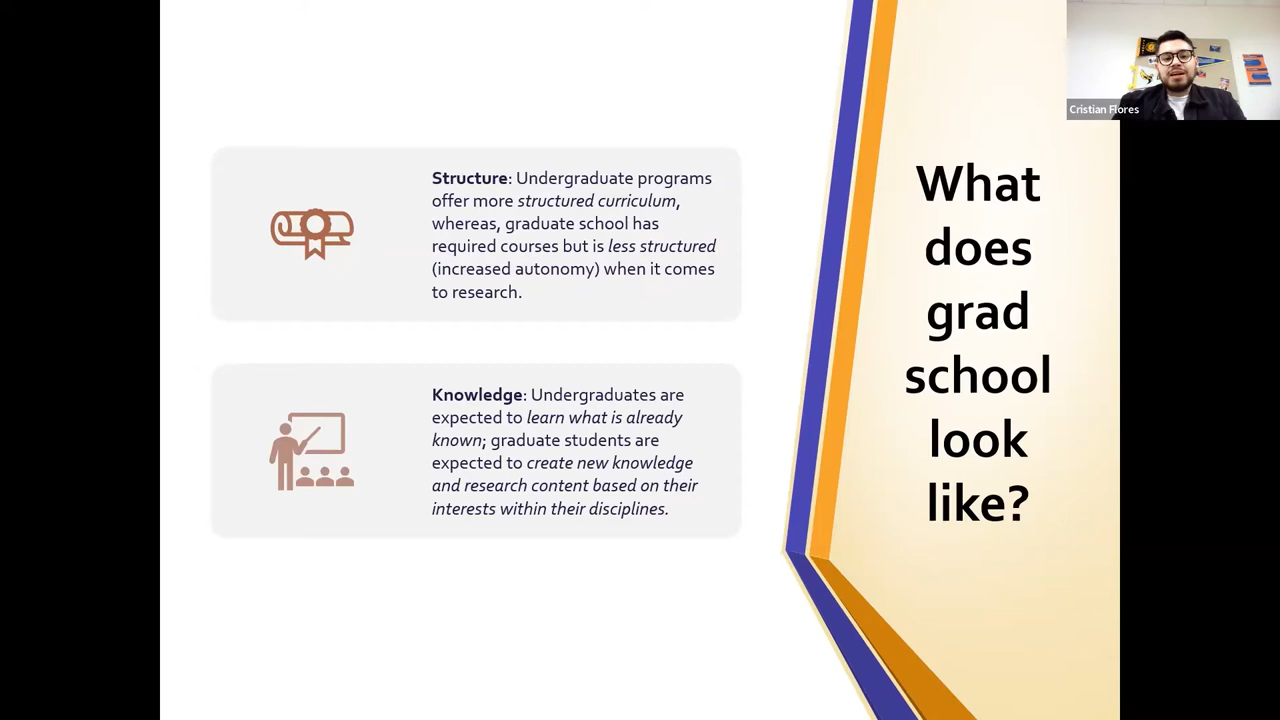 Structure: Undergraduate programs
offer more structured curriculum,
whereas, graduate school has
required courses but is less structured
(increased autonomy) when it comes
to research.
Knowledge: Undergraduates are
expected to learn what is already
known; graduate students are
expected to create new knowledge
and research content based on their
interests within their disciplines.
What
does
grad
school
look
like?
Cristian Flores